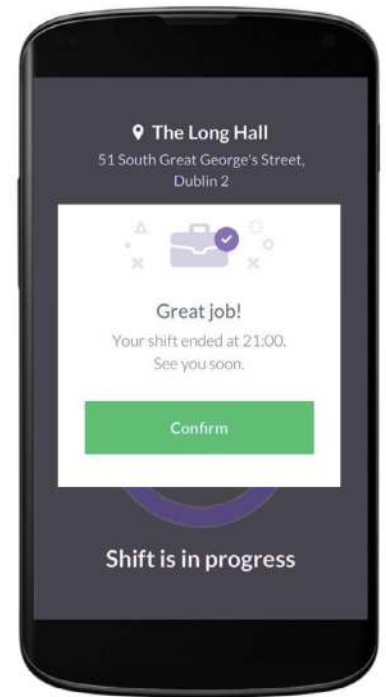 The Long Hall
51 South Great George's Street,
Dublin 2
Great job!
Your shift ended at 21:00.
See you soon.
Confirm
Shift is in progress